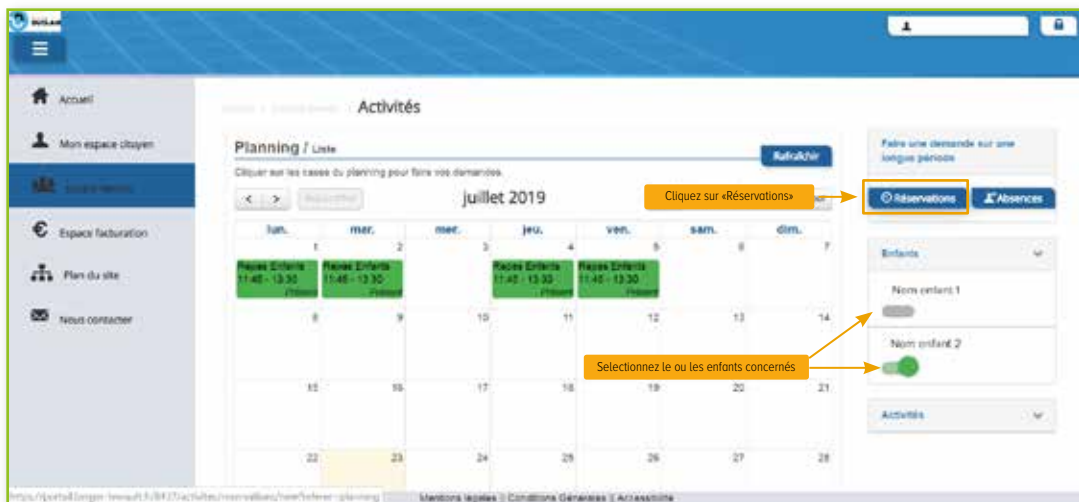 Accueil
Mon espace citoyen
Espace facturation
Plan du site
Nous contacter
Activités
Planning / Liste
Cliquer sur les cases du planning pour faire vos demandes.
Rafraîchir
< >
juillet 2019
Cliquez sur «Réservations»
lun. mar. mer. jeu. ven. sam. dim.
1 2 3 4 5 6 7
Repas Enfants Repas Enfants Repas Enfants Repas Enfants
11:45 - 13:30 11:45 - 13:30 11:45 - 13:30 11:45 - 13:30
Présent Présent Présent Présent
8 9 10 11 12 13 14
15 16 17 18 19 20 21
22 23 24 25 26 27 28
Faire une demande sur une
longue période
Réservations Absences
Enfants
Nom enfant 1
Nom enfant 2
Selectionnez le ou les enfants concernés
Activités
Mentions légales | Conditions Générales | Accessibilité